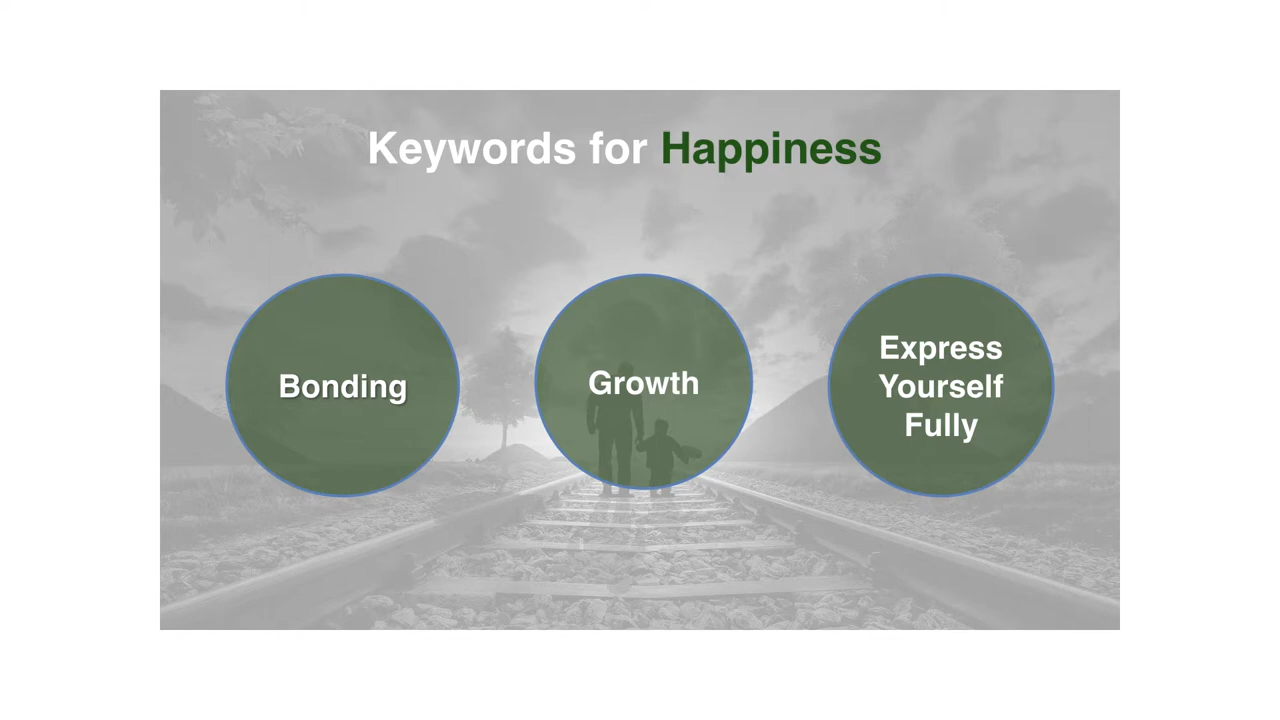 Keywords for Happiness
Bonding
Growth
Express
Yourself
Fully